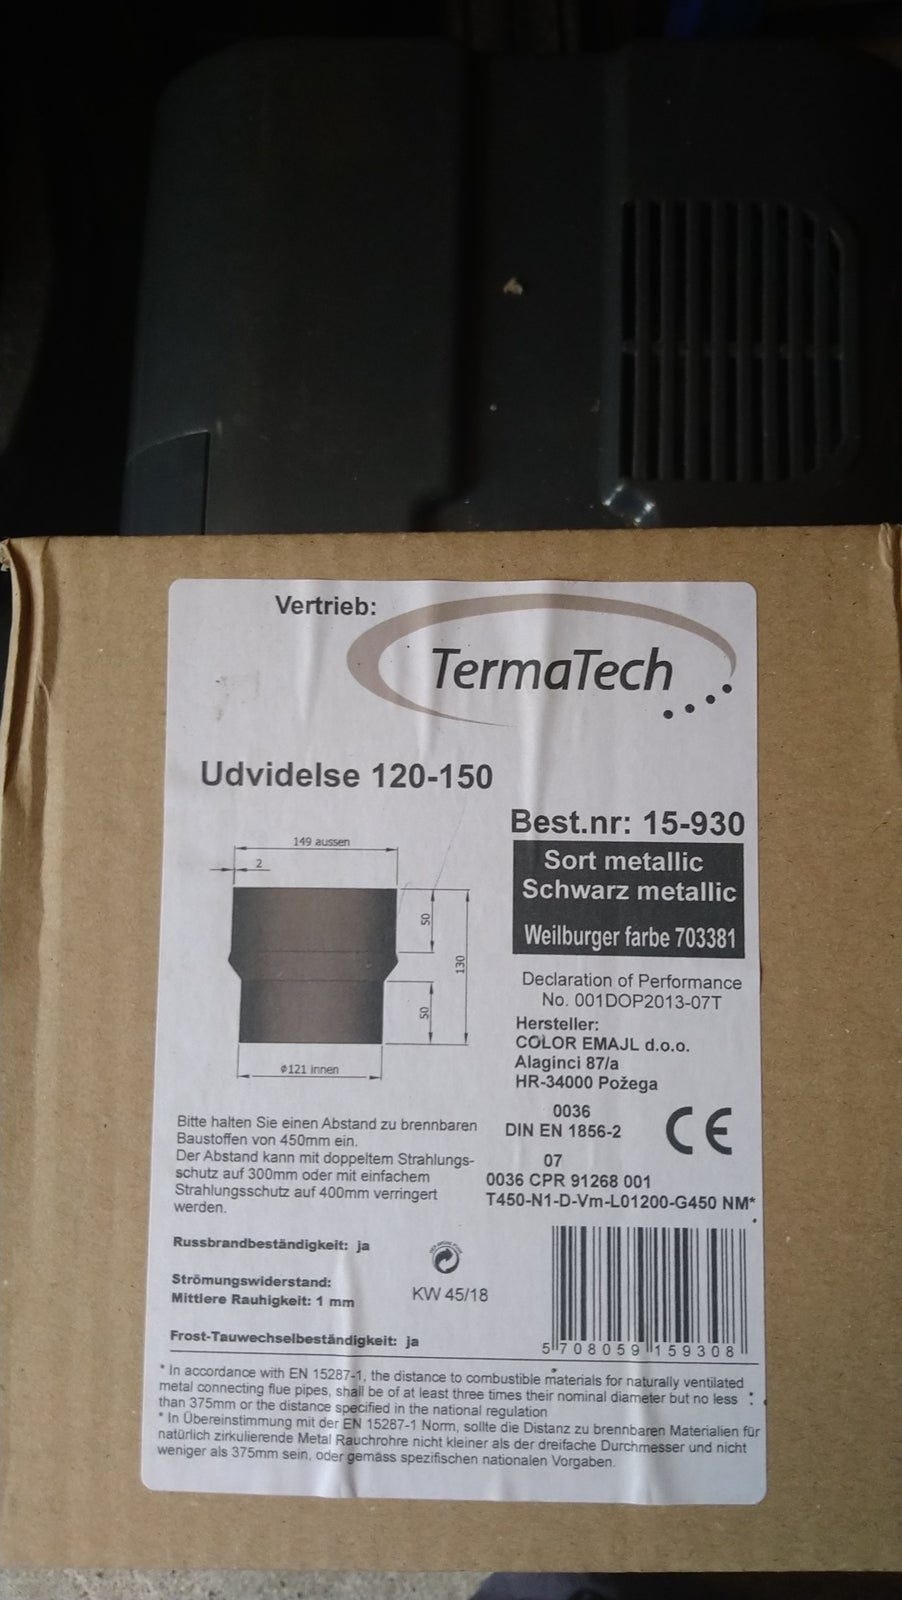 Vertrieb:
TermaTech
Udvidelse 120-150
Best.nr: 15-930
Sort metallic
Schwarz metallic
Weilburger farbe 703381
149 aussen
2
50
130
50
ø121 innen
Declaration of Performance
No. 001DOP2013-07T
Hersteller:
COLOR EMAJL d.o.o.
Alaginci 87/a
HR-34000 Požega
0036
DIN EN 1856-2
CE
07
0036 CPR 91268 001
T450-N1-D-Vm-L01200-G450 NM*
Bitte halten Sie einen Abstand zu brennbaren
Baustoffen von 450mm ein.
Der Abstand kann mit doppeltem Strahlungs-
schutz auf 300mm oder mit einfachem
Strahlungsschutz auf 400mm verringert
werden.
Russbrandbeständigkeit: ja
Strömungswiderstand:
Mittlere Rauhigkeit: 1 mm
KW 45/18
Frost-Tauwechselbeständigkeit: ja
5 708059 159308
* In accordance with EN 15287-1, the distance to combustible materials for naturally ventilated
metal connecting flue pipes, shall be of at least three times their nominal diameter but no less
than 375mm or the distance specified in the national regulation
* In Übereinstimmung mit der EN 15287-1 Norm, sollte die Distanz zu brennbaren Materialien für
natürlich zirkulierende Metal Rauchrohre nicht kleiner als der dreifache Durchmesser und nicht
weniger als 375mm sein, oder gemäss spezifischen nationalen Vorgaben.